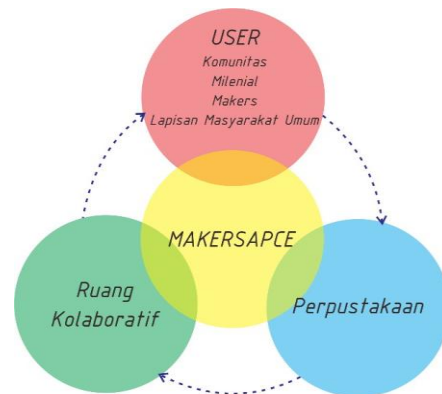 USER
Komunitas
Milenial
Makers
Lapisan Masyarakat Umum
MAKERSAPCE
Ruang
Kolaboratif
Perpustakaan